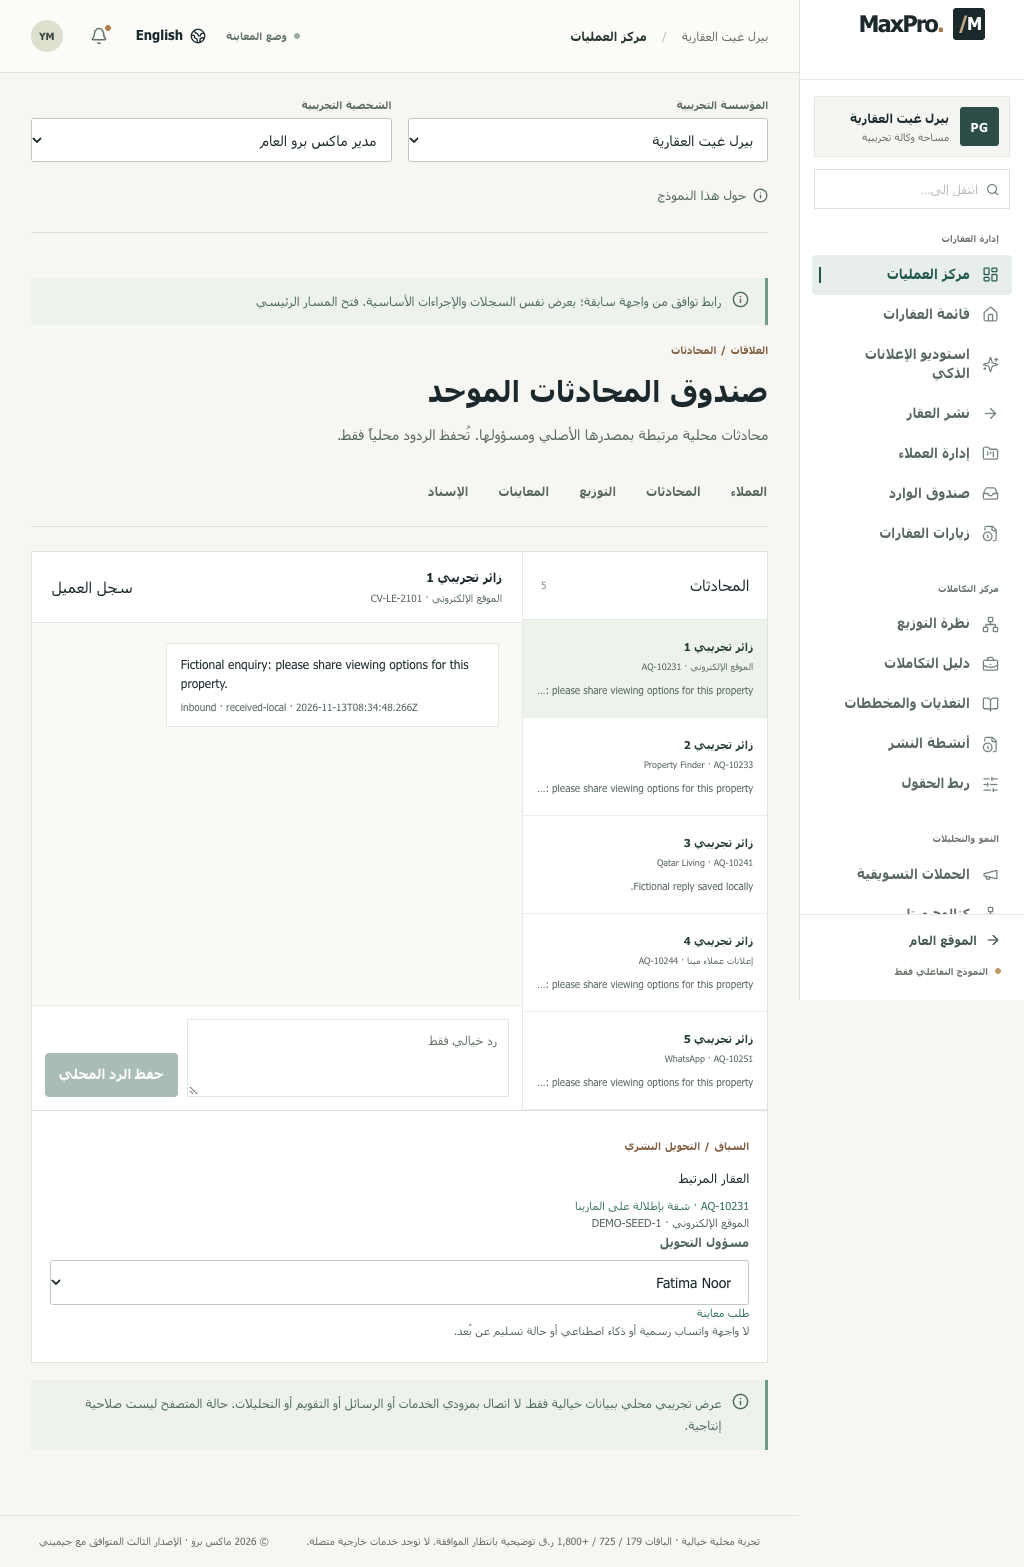 MaxPro. /M
PG
بيرل غيت العقارية
مساحة وكالة تجريبية
انتقل إلى...
إدارة العقارات
مركز العمليات
قائمة العقارات
استوديو الإعلانات
الذكي
نشر العقار
إدارة العملاء
صندوق الوارد
زيارات العقارات
مركز التكاملات
نظرة التوزيع
دليل التكاملات
التغذيات والمخططات
أنشطة النشر
ربط الحقول
النمو والتحليلات
الحملات التسويقية
الموقع العام
النموذج التفاعلي فقط
بيرل غيت العقارية / مركز العمليات
وضع المعاينة
English
YM
المؤسسة التجريبية
بيرل غيت العقارية
الشخصية التجريبية
مدير ماكس برو العام
حول هذا النموذج
رابط توافق من واجهة سابقة؛ يعرض نفس السجلات والإجراءات الأساسية. فتح المسار الرئيسي
العلاقات / المحادثات
صندوق المحادثات الموحد
محادثات محلية مرتبطة بمصدرها الأصلي ومسؤولها. تُحفظ الردود محلياً فقط.
العملاء المحادثات التوزيع المعاينات الإسناد
المحادثات 5
زائر تجريبي 1
الموقع الإلكتروني · AQ-10231
...: please share viewing options for this property
زائر تجريبي 2
Property Finder · AQ-10233
...: please share viewing options for this property
زائر تجريبي 3
Qatar Living · AQ-10241
.Fictional reply saved locally
زائر تجريبي 4
إعلانات عملاء ميتا · AQ-10244
...: please share viewing options for this property
زائر تجريبي 5
WhatsApp · AQ-10251
...: please share viewing options for this property
زائر تجريبي 1
الموقع الإلكتروني · CV-LE-2101
سجل العميل
Fictional enquiry: please share viewing options for this
property.
inbound · received-local · 2026-11-13T08:34:48.266Z
رد خيالي فقط
حفظ الرد المحلي
السياق / التحويل البشري
العقار المرتبط
AQ-10231 · شقة بإطلالة على المارينا
الموقع الإلكتروني · DEMO-SEED-1
مسؤول التحويل
Fatima Noor
طلب معاينة
لا واجهة واتساب رسمية أو ذكاء اصطناعي أو حالة تسليم عن بُعد.
عرض تجريبي محلي ببيانات خيالية فقط. لا اتصال بمزودي الخدمات أو الرسائل أو التقويم أو التحليلات. حالة المتصفح ليست صلاحية
إنتاجية.
تجربة محلية خيالية · الباقات 179 / 725 / +1,800 ر.ق توضيحية بانتظار الموافقة. لا توجد خدمات خارجية متصلة.
© 2026 ماكس برو · الإصدار الثالث المتوافق مع جيميني